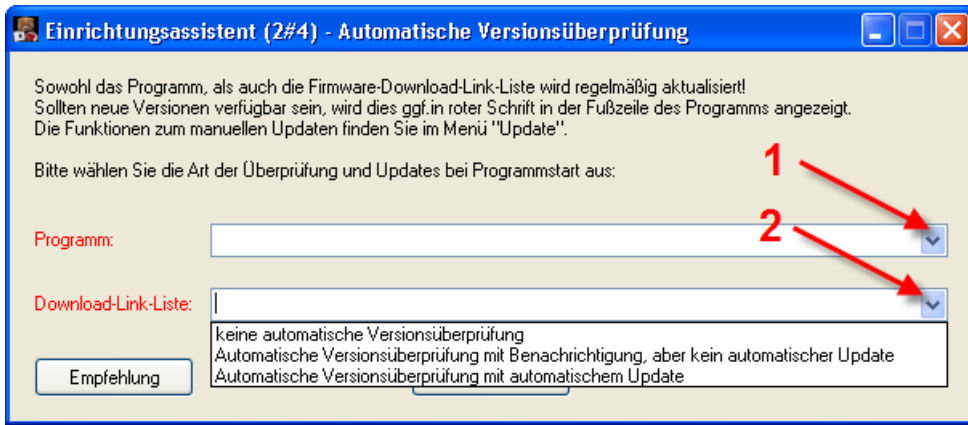 Einrichtungsassistent (2#4) - Automatische Versionsüberprüfung
Sowohl das Programm, als auch die Firmware-Download-Link-Liste wird regelmäßig aktualisiert!
Sollten neue Versionen verfügbar sein, wird dies ggf.in roter Schrift in der Fußzeile des Programms angezeigt.
Die Funktionen zum manuellen Updaten finden Sie im Menü "Update".
Bitte wählen Sie die Art der Überprüfung und Updates bei Programmstart aus:
1
Programm:
2
Download-Link-Liste:
keine automatische Versionsüberprüfung
Automatische Versionsüberprüfung mit Benachrichtigung, aber kein automatischer Update
Automatische Versionsüberprüfung mit automatischem Update
Empfehlung